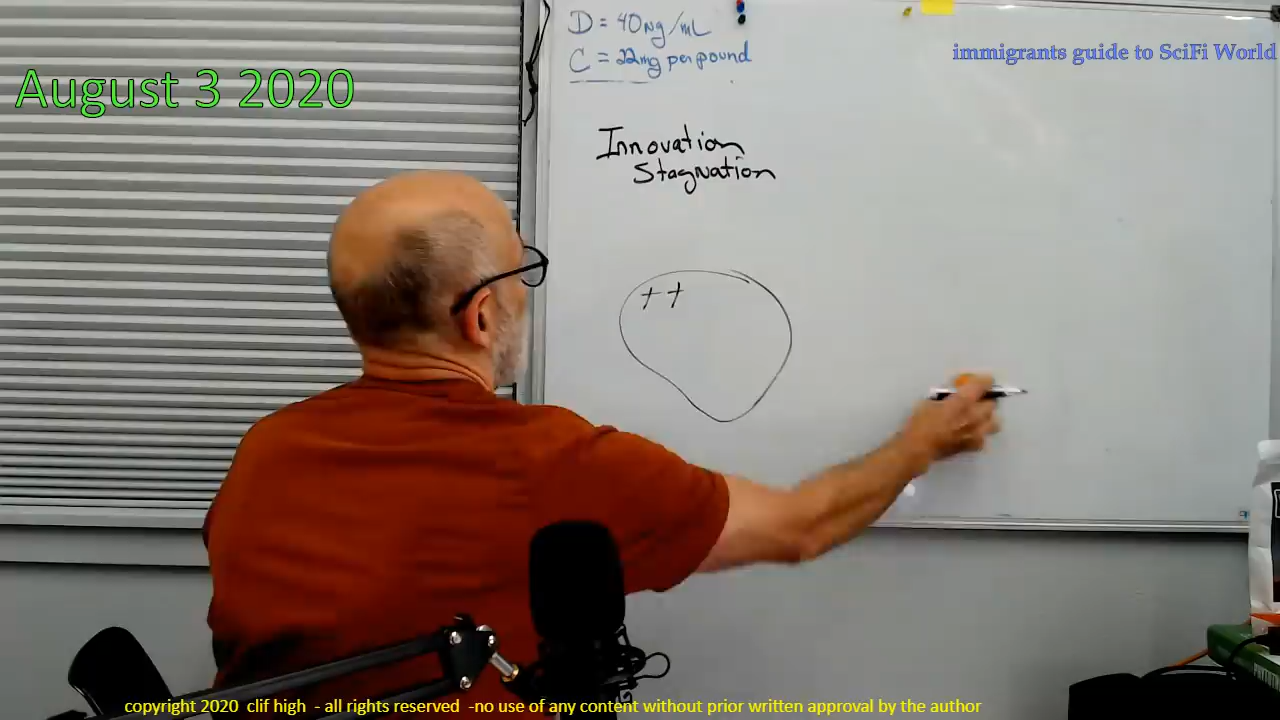 D = 40ng/mL
C = 22mg per pound
immigrants guide to SciFi World
August 3 2020
Innovation
Stagnation
++
copyright 2020 clif high - all rights reserved -no use of any content without prior written approval by the author